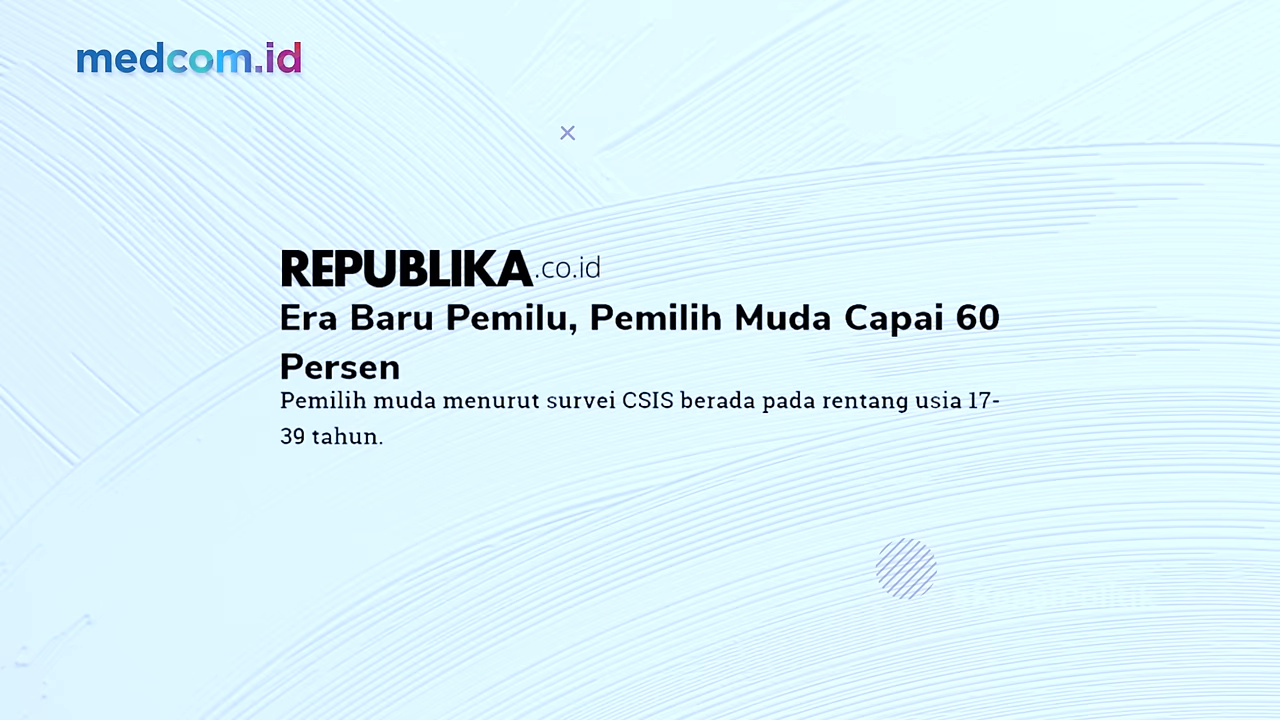 medcom.id
REPUBLIKA.co.id
Era Baru Pemilu, Pemilih Muda Capai 60
Persen
Pemilih muda menurut survei CSIS berada pada rentang usia 17-
39 tahun.